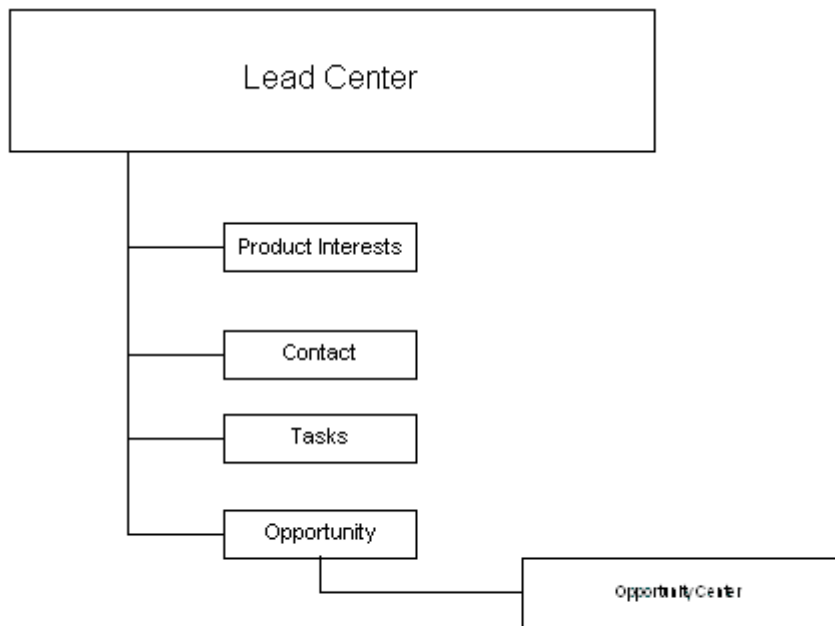 Lead Center
Product Interests
Contact
Tasks
Opportunity
Opportunity Center